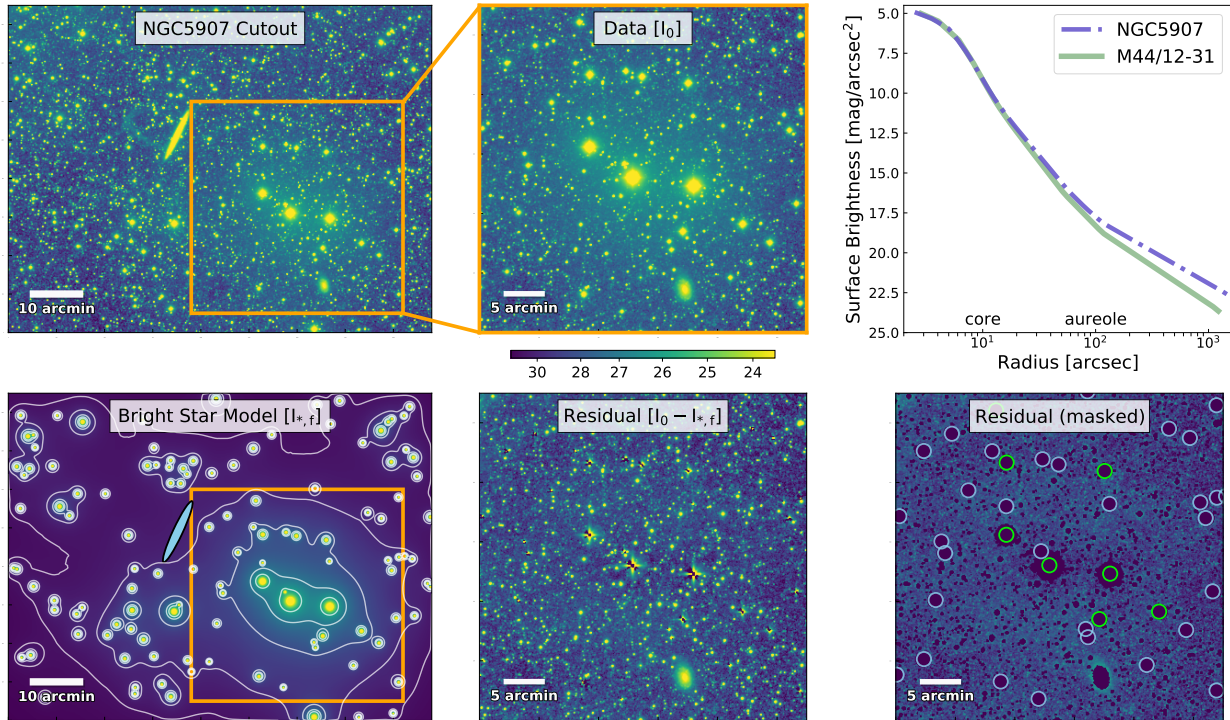 NGC5907 Cutout
10 arcmin
Data [I₀]
5 arcmin
NGC5907
M44/12-31
Surface Brightness [mag/arcsec²]
5.0
7.5
10.0
12.5
15.0
17.5
20.0
22.5
25.0
core
aureole
10¹
10²
10³
Radius [arcsec]
30
28
27
26
25
24
Bright Star Model [I*,f]
10 arcmin
Residual [I₀ − I*,f]
Residual (masked)
5 arcmin